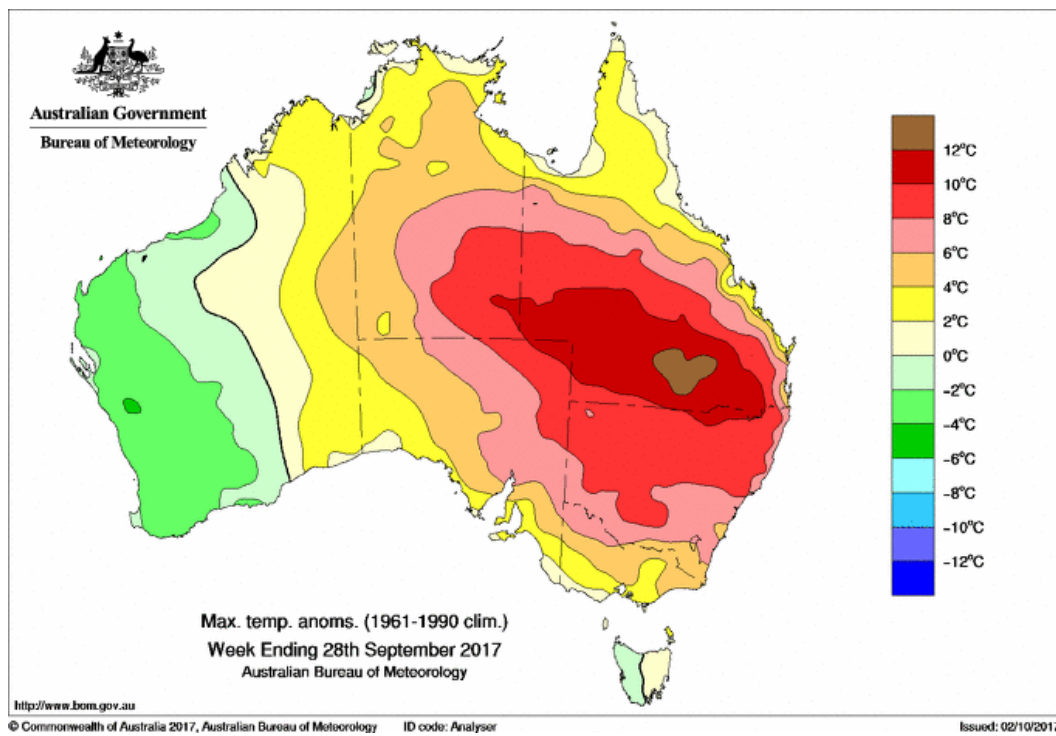 Australian Government
Bureau of Meteorology
12°C
10°C
8°C
6°C
4°C
2°C
0°C
-2°C
-4°C
-6°C
-8°C
-10°C
-12°C
Max. temp. anoms. (1961-1990 clim.)
Week Ending 28th September 2017
Australian Bureau of Meteorology
http://www.bom.gov.au
© Commonwealth of Australia 2017, Australian Bureau of Meteorology ID code: Analyser Issued: 02/10/2017